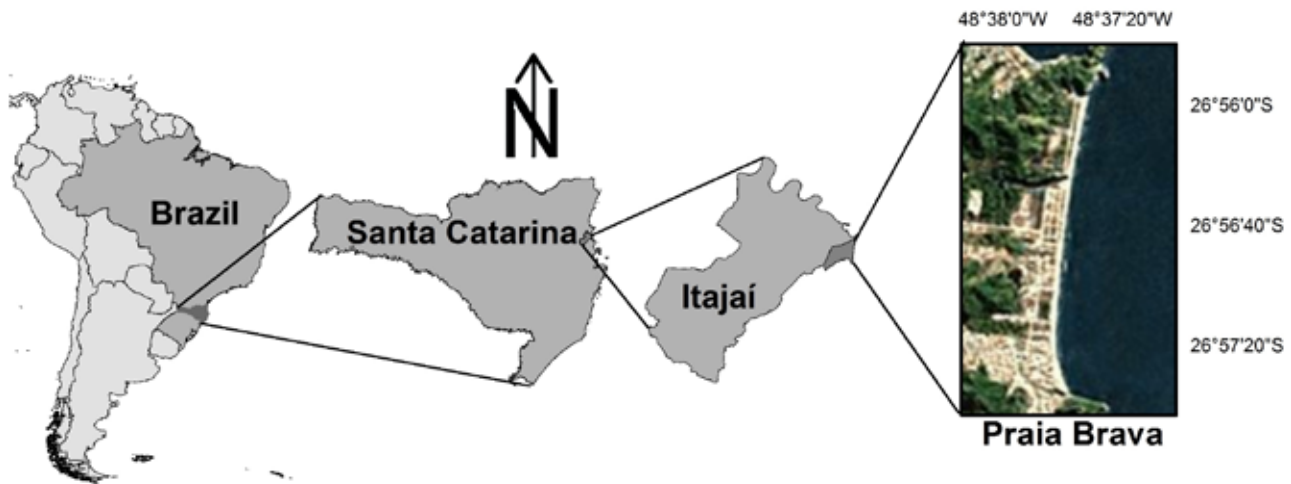 48°38'0"W 48°37'20"W
N
26°56'0"S
Brazil
Santa Catarina
26°56'40"S
Itajaí
26°57'20"S
Praia Brava